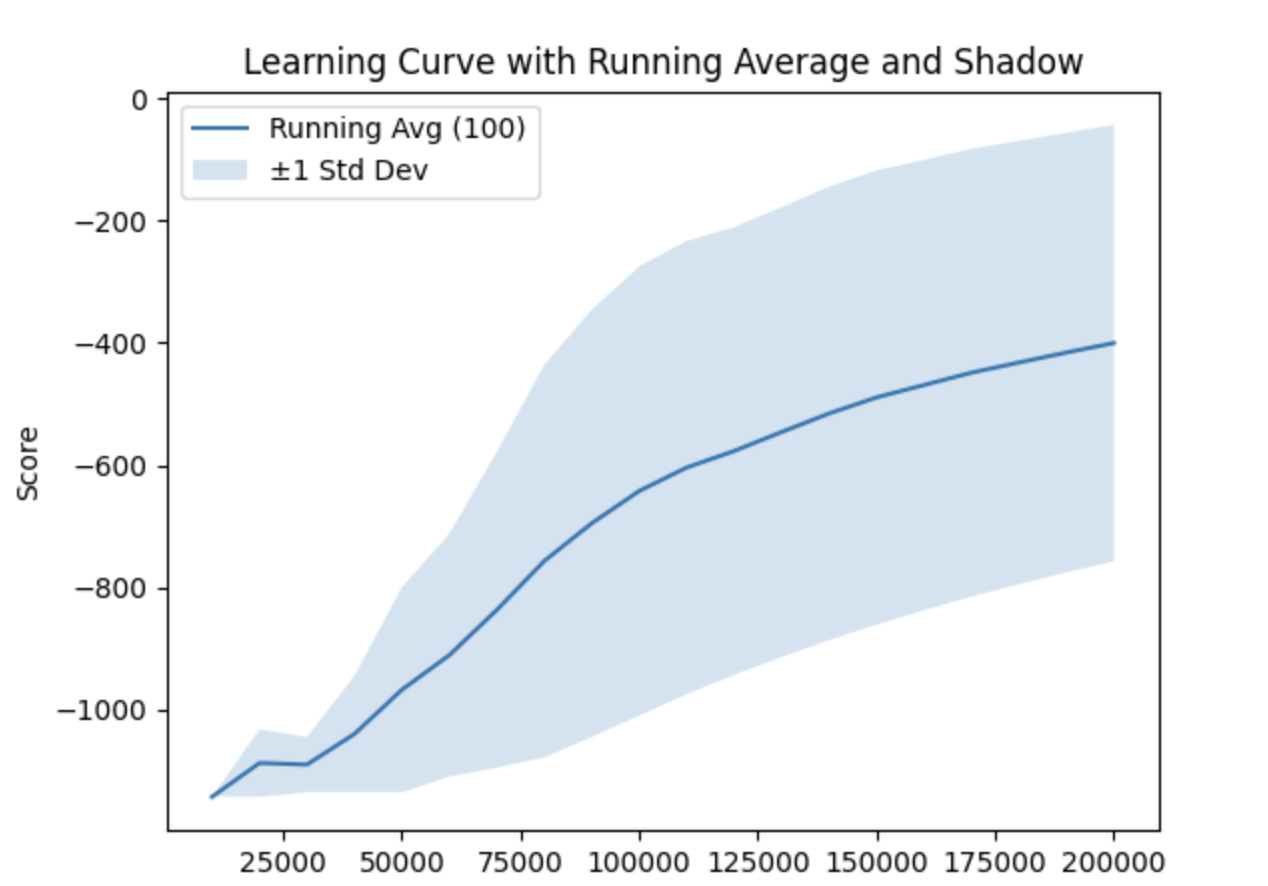 Learning Curve with Running Average and Shadow
Running Avg (100)
±1 Std Dev
Score
0
−200
−400
−600
−800
−1000
25000 50000 75000 100000 125000 150000 175000 200000